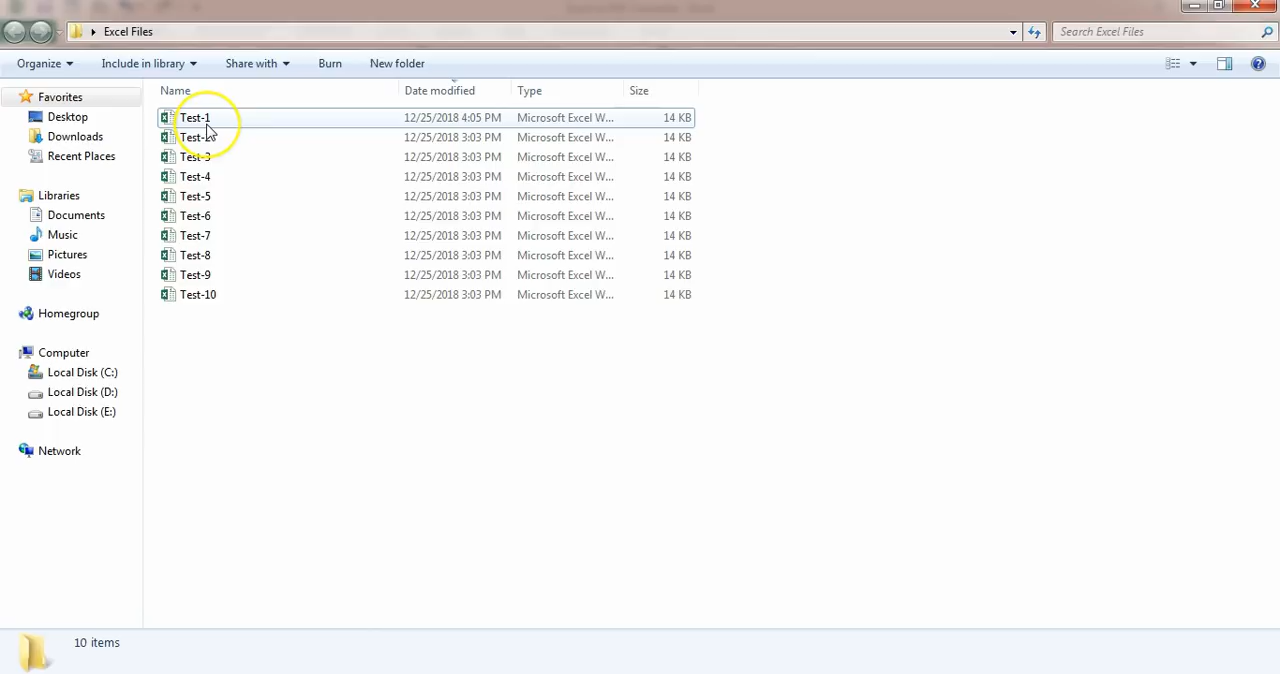 Excel Files
Search Excel Files
Organize
Include in library
Share with
Burn
New folder
Name
Date modified
Type
Size
Favorites
Desktop
Downloads
Recent Places
Libraries
Documents
Music
Pictures
Videos
Homegroup
Computer
Local Disk (C:)
Local Disk (D:)
Local Disk (E:)
Network
Test-1 12/25/2018 4:05 PM Microsoft Excel W... 14 KB
Test-2 12/25/2018 3:03 PM Microsoft Excel W... 14 KB
Test-3 12/25/2018 3:03 PM Microsoft Excel W... 14 KB
Test-4 12/25/2018 3:03 PM Microsoft Excel W... 14 KB
Test-5 12/25/2018 3:03 PM Microsoft Excel W... 14 KB
Test-6 12/25/2018 3:03 PM Microsoft Excel W... 14 KB
Test-7 12/25/2018 3:03 PM Microsoft Excel W... 14 KB
Test-8 12/25/2018 3:03 PM Microsoft Excel W... 14 KB
Test-9 12/25/2018 3:03 PM Microsoft Excel W... 14 KB
Test-10 12/25/2018 3:03 PM Microsoft Excel W... 14 KB
10 items